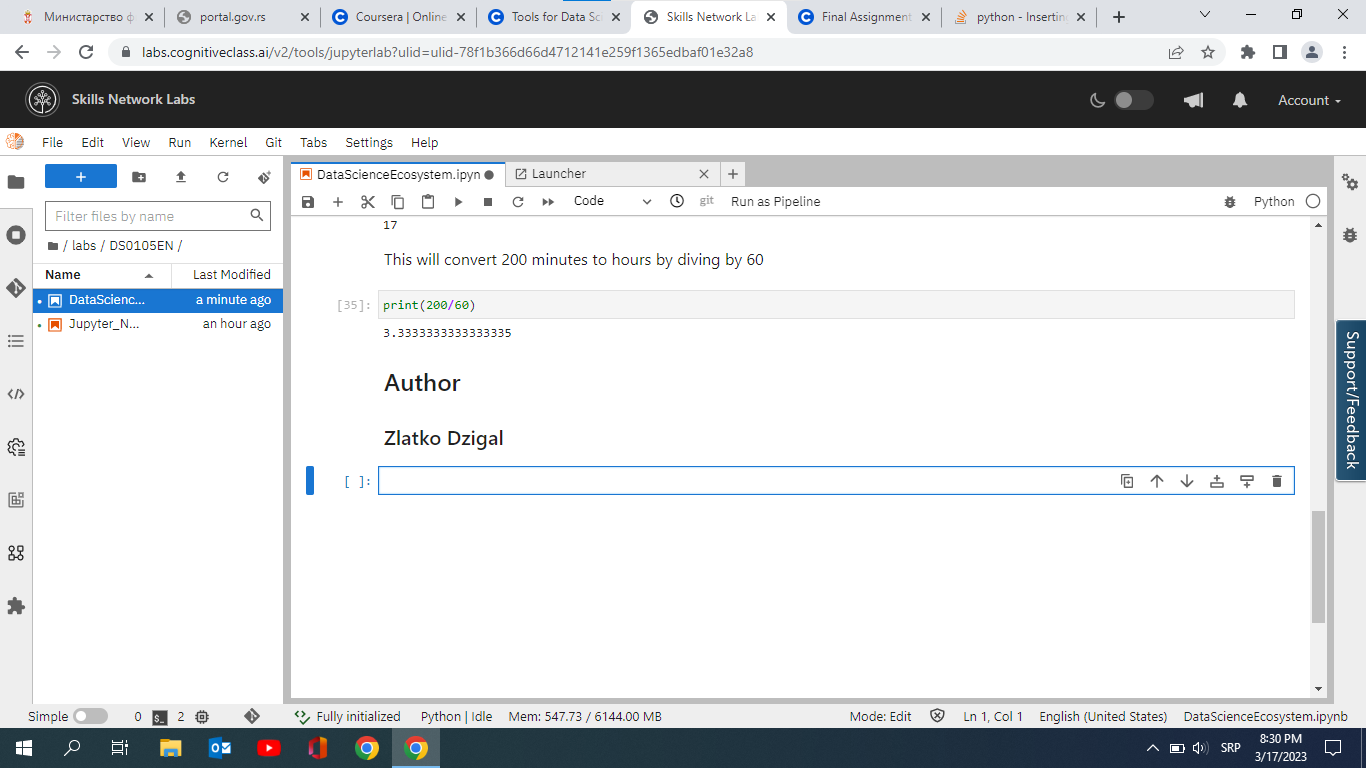 Министарство ф
portal.gov.rs
Coursera | Online
Tools for Data Sci
Skills Network La
Final Assignment
python - Inserting
labs.cognitiveclass.ai/v2/tools/jupyterlab?ulid=ulid-78f1b366d66d4712141e259f1365edbaf01e32a8
Skills Network Labs
Account
File Edit View Run Kernel Git Tabs Settings Help
DataScienceEcosystem.ipyn
Launcher
Code
git
Run as Pipeline
Python
Filter files by name
/ labs / DS0105EN /
Name
Last Modified
DataScienc...
a minute ago
Jupyter_N...
an hour ago
17
This will convert 200 minutes to hours by diving by 60
[35]:
print(200/60)
3.3333333333333335
Author
Zlatko Dzigal
[ ]:
Support/Feedback
Simple
0
2
Fully initialized
Python | Idle
Mem: 547.73 / 6144.00 MB
Mode: Edit
Ln 1, Col 1
English (United States)
DataScienceEcosystem.ipynb
SRP
8:30 PM
3/17/2023